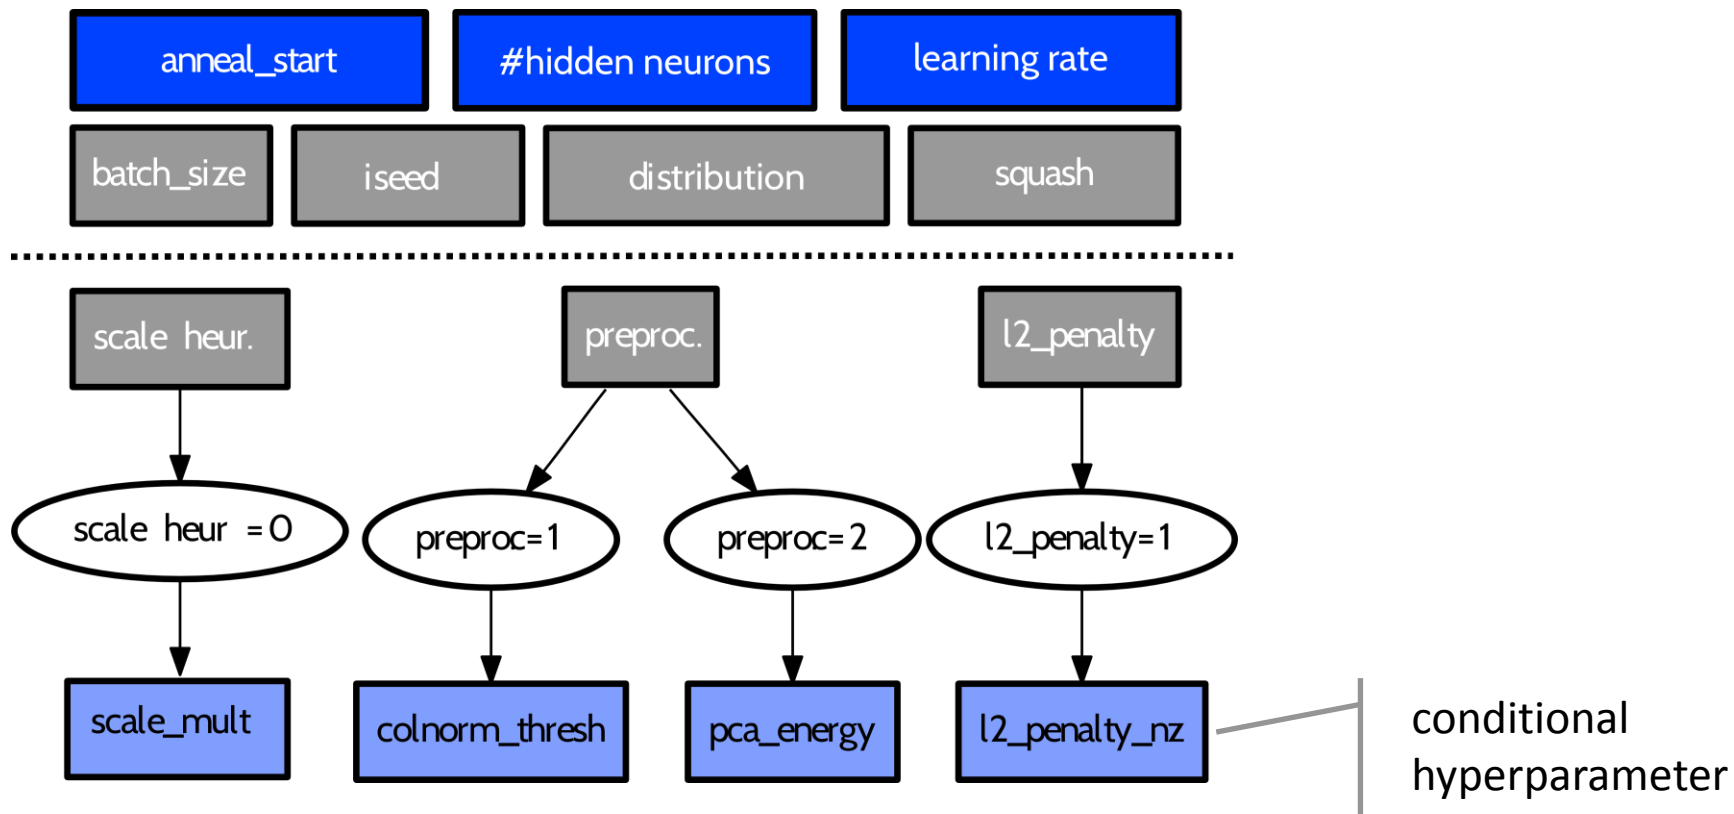 anneal_start
#hidden neurons
learning rate
batch_size
iseed
distribution
squash
scale heur.
preproc.
l2_penalty
scale heur =0
preproc=1
preproc=2
l2_penalty=1
scale_mult
colnorm_thresh
pca_energy
l2_penalty_nz
conditional
hyperparameter